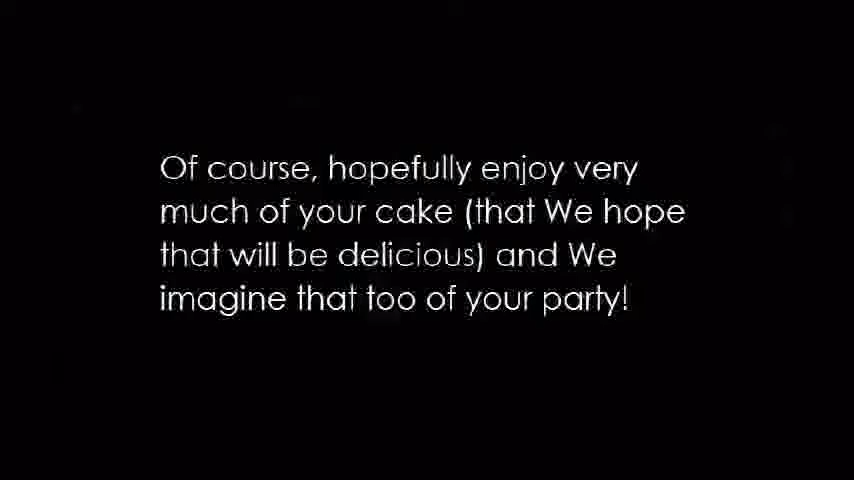 Of course, hopefully enjoy very
much of your cake (that We hope
that will be delicious) and We
imagine that too of your party!